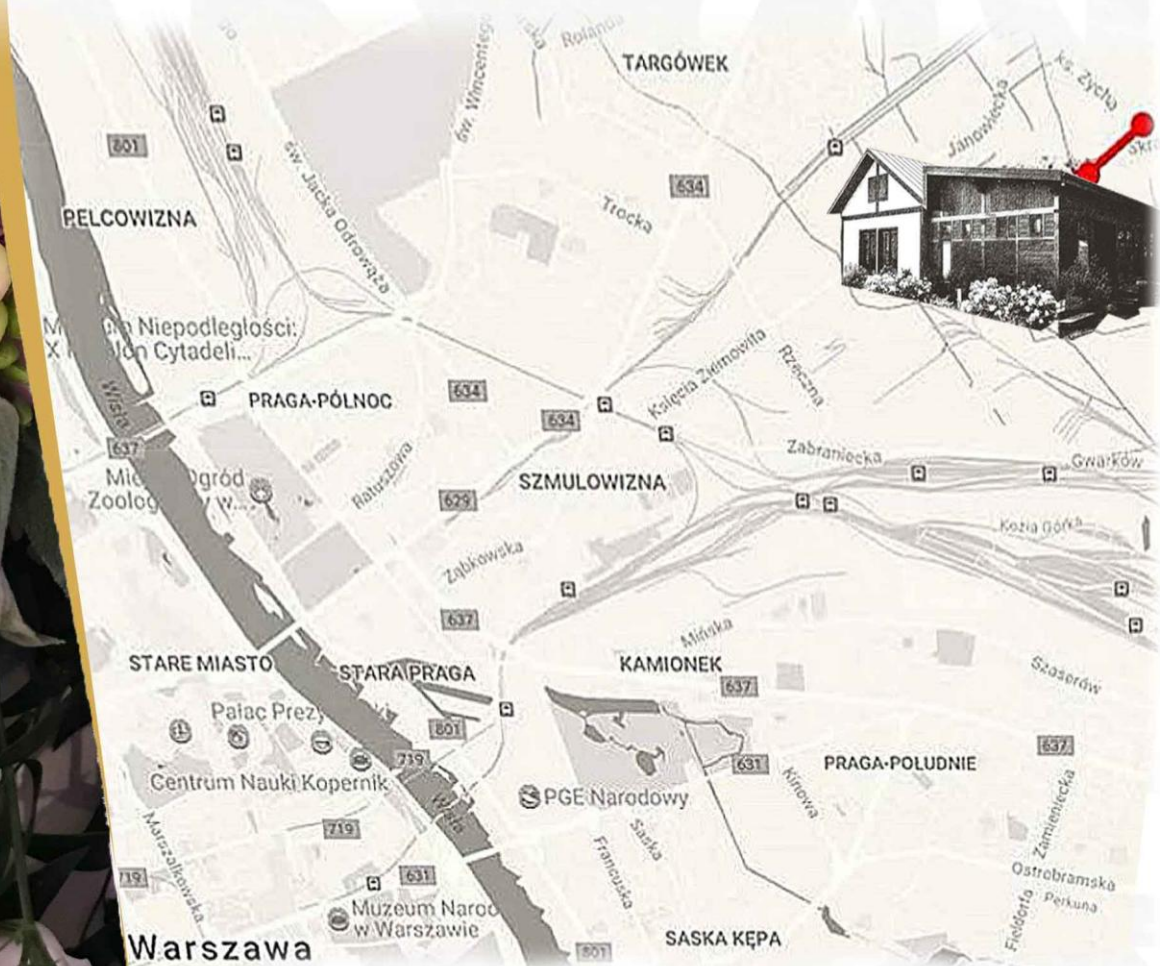 Rolanda
TARGÓWEK
św. Wincentego
ks. Zycha
801
Janowiecka
634
św. Jacka Odrowąża
Trocka
PELCOWIZNA
Niepodległości:
X
Cytadeli...
Księcia Ziemowita
Rzeczna
Wisła
PRAGA-PÓŁNOC
634
634
637
Zabraniecka
Gwarków
Ogród
Zoolog
w...
Ratuszowa
SZMULOWIZNA
629
Kozia Górka
Ząbkowska
637
Mińska
STARE MIASTO
STARA PRAGA
KAMIONEK
Szaserów
637
Pałac Prezy
801
637
719
631
PRAGA-POŁUDNIE
Centrum Nauki Kopernik
PGE Narodowy
Kinowa
Wisła
719
Marszałkowska
Saska
Francuska
Zamieniecka
719
631
Ostrobramska
Perkuna
Muzeum Naroc
w Warszawie
Fieldorfa
SASKA KĘPA
Warszawa
801